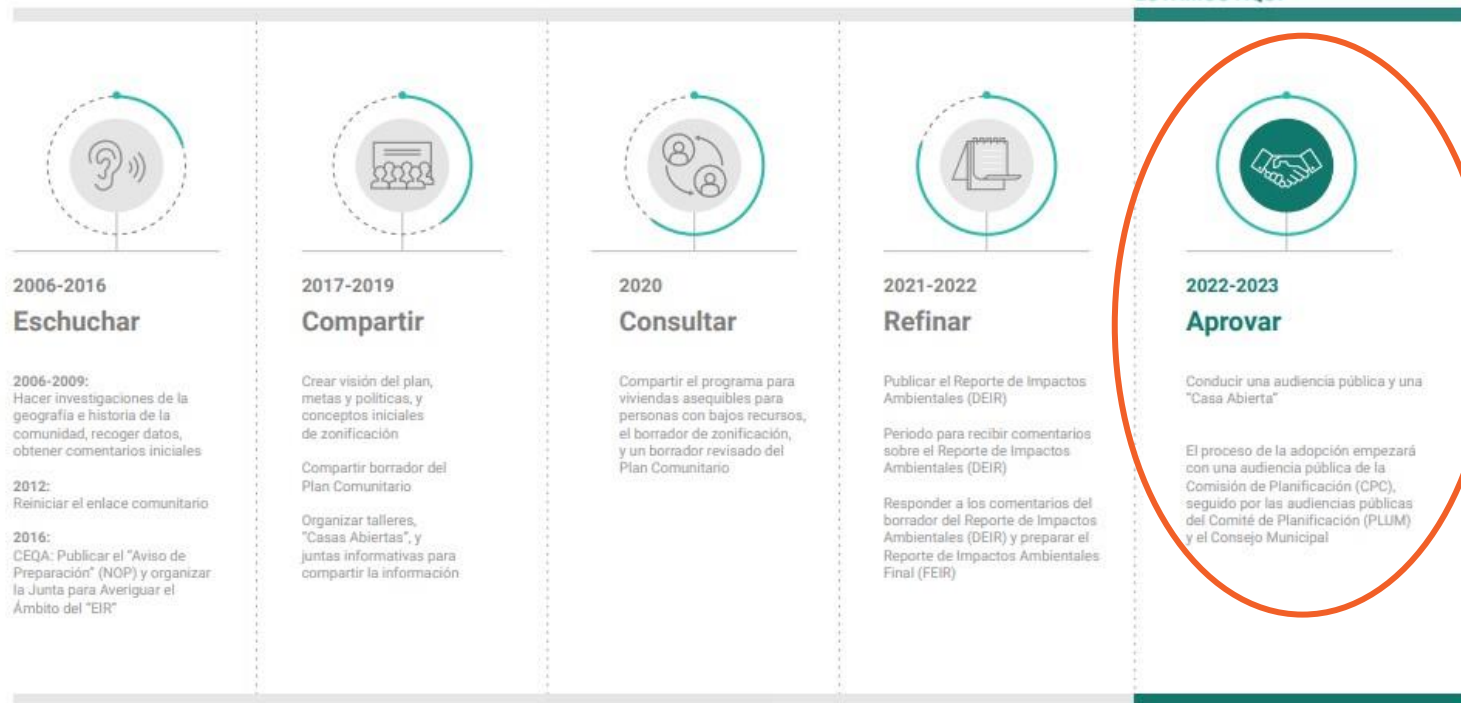 2006-2016
Eschuchar
2006-2009:
Hacer investigaciones de la
geografía e historia de la
comunidad, recoger datos,
obtener comentarios iniciales
2012:
Reiniciar el enlace comunitario
2016:
CEQA: Publicar el “Aviso de
Preparación” (NOP) y organizar
la Junta para Averiguar el
Ámbito del “EIR”
2017-2019
Compartir
Crear visión del plan,
metas y políticas, y
conceptos iniciales
de zonificación
Compartir borrador del
Plan Comunitario
Organizar talleres,
“Casas Abiertas”, y
juntas informativas para
compartir la información
2020
Consultar
Compartir el programa para
viviendas asequibles para
personas con bajos recursos,
el borrador de zonificación,
y un borrador revisado del
Plan Comunitario
2021-2022
Refinar
Publicar el Reporte de Impactos
Ambientales (DEIR)
Periodo para recibir comentarios
sobre el Reporte de Impactos
Ambientales (DEIR)
Responder a los comentarios del
borrador del Reporte de Impactos
Ambientales (DEIR) y preparar el
Reporte de Impactos Ambientales
Final (FEIR)
2022-2023
Aprovar
Conducir una audiencia pública y una
“Casa Abierta”
El proceso de la adopción empezará
con una audiencia pública de la
Comisión de Planificación (CPC),
seguido por las audiencias públicas
del Comité de Planificación (PLUM)
y el Consejo Municipal